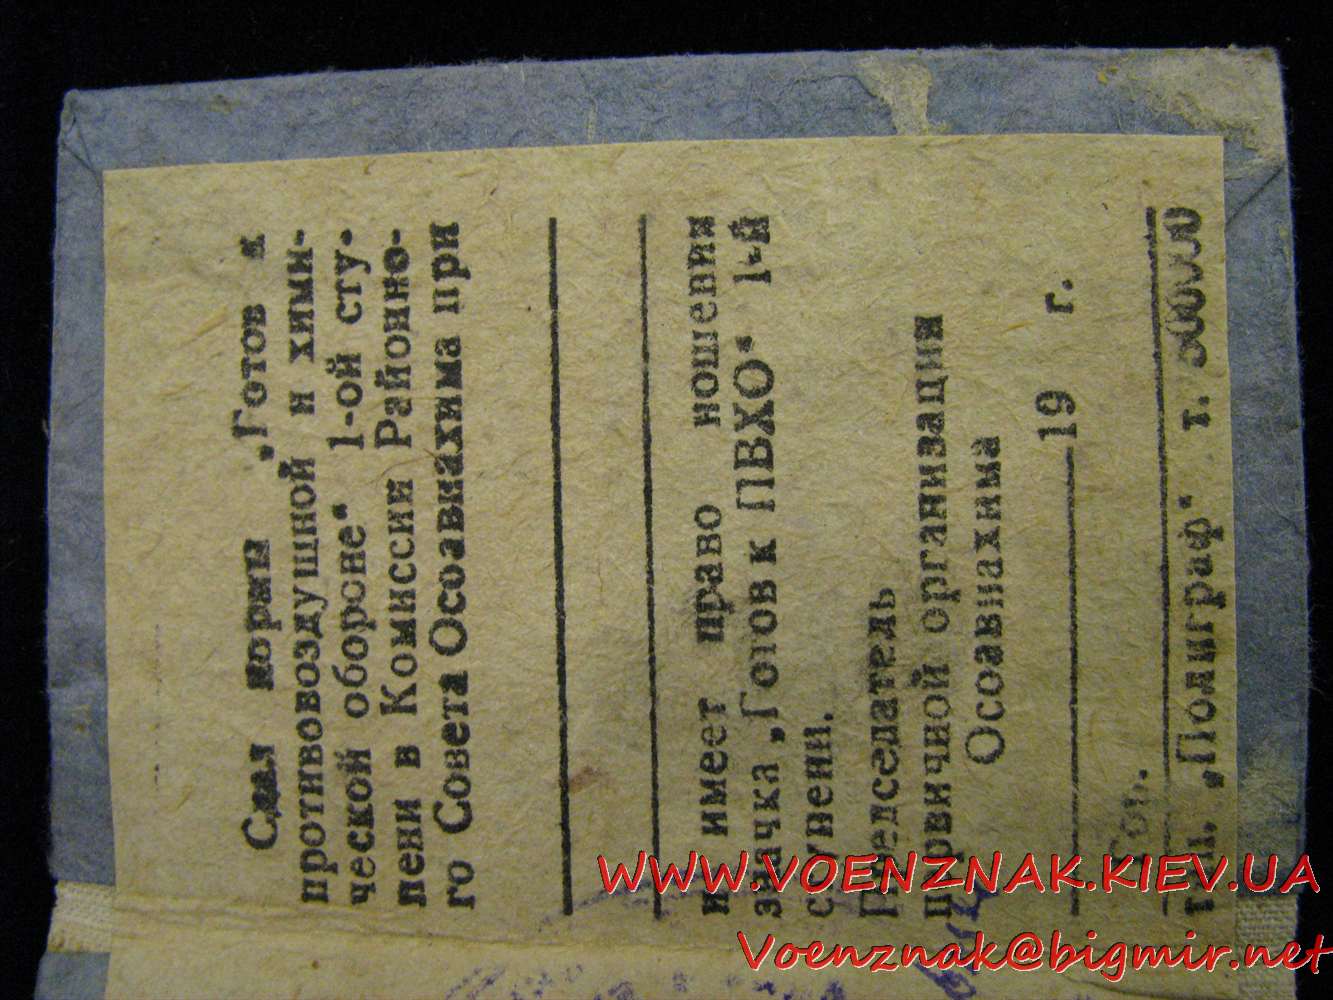 Сдал нормы „Готов к
противовоздушной и хими-
ческой обороне“ 1-ой сту-
пени в Комиссии Районно-
го Совета Осоавиахима при
и имеет право ношения
значка „Готов к ПВХО“ 1-й
ступени.
Председатель
первичной организации
Осоавиахима
19 г.
Гор.
тип. „Полиграф“ т.
WWW.VOENZNAK.KIEV.UA
Voenznak@bigmir.net